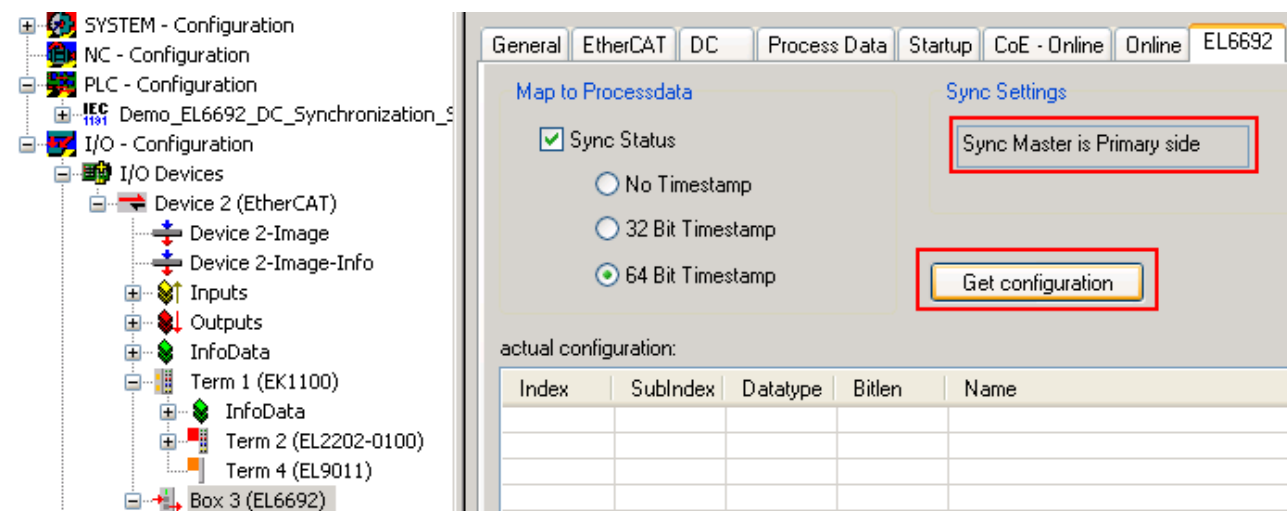 SYSTEM - Configuration
NC - Configuration
PLC - Configuration
IEC
1131
Demo_EL6692_DC_Synchronization_S
I/O - Configuration
I/O Devices
Device 2 (EtherCAT)
Device 2-Image
Device 2-Image-Info
Inputs
Outputs
InfoData
Term 1 (EK1100)
InfoData
Term 2 (EL2202-0100)
Term 4 (EL9011)
Box 3 (EL6692)
General EtherCAT DC Process Data Startup CoE - Online Online EL6692
Map to Processdata
Sync Status
No Timestamp
32 Bit Timestamp
64 Bit Timestamp
Sync Settings
Sync Master is Primary side
Get configuration
actual configuration:
Index SubIndex Datatype Bitlen Name